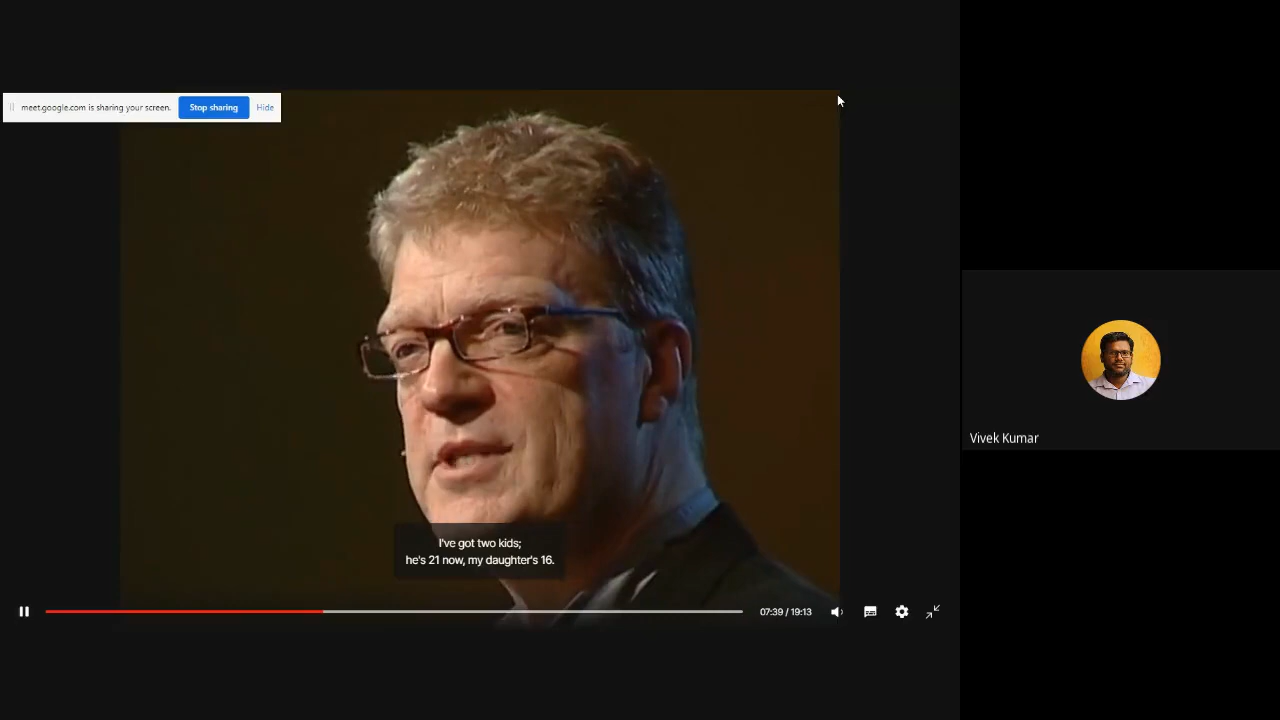 meet.google.com is sharing your screen. Stop sharing Hide
I've got two kids;
he's 21 now, my daughter's 16.
07:39 / 19:13
Vivek Kumar